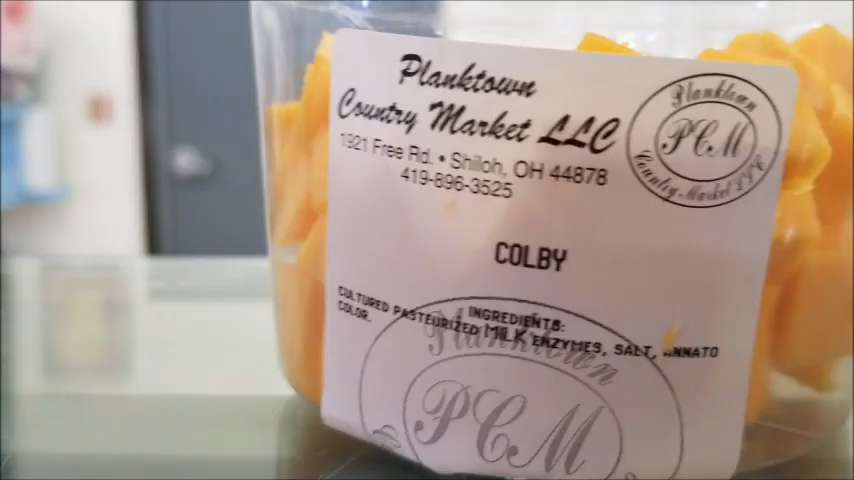 Planktown
Country Market LLC
1921 Free Rd. • Shiloh, OH 44878
419-896-3525
Planktown
PCM
Country Market LLC
COLBY
INGREDIENTS:
CULTURED PASTEURIZED MILK ENZYMES, SALT, ANNATO
COLOR.
Planktown
PCM